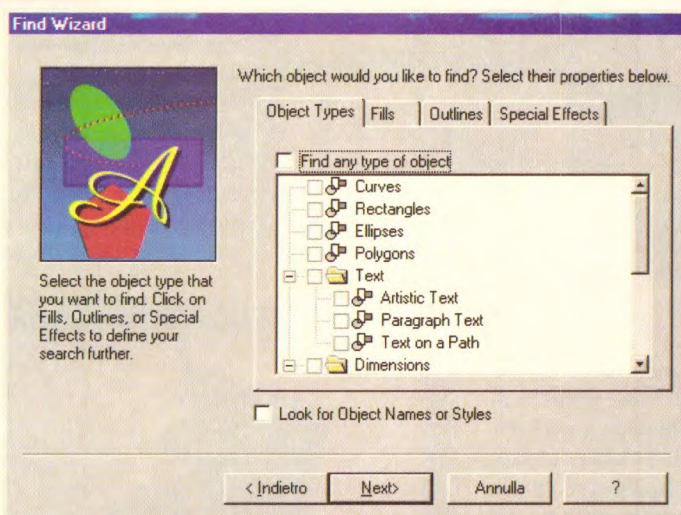 Find Wizard
Which object would you like to find? Select their properties below.
Object Types
Fills
Outlines
Special Effects
Find any type of object
Curves
Rectangles
Ellipses
Polygons
Text
Artistic Text
Paragraph Text
Text on a Path
Dimensions
Select the object type that
you want to find. Click on
Fills, Outlines, or Special
Effects to define your
search further.
Look for Object Names or Styles
< Indietro
Next>
Annulla
?